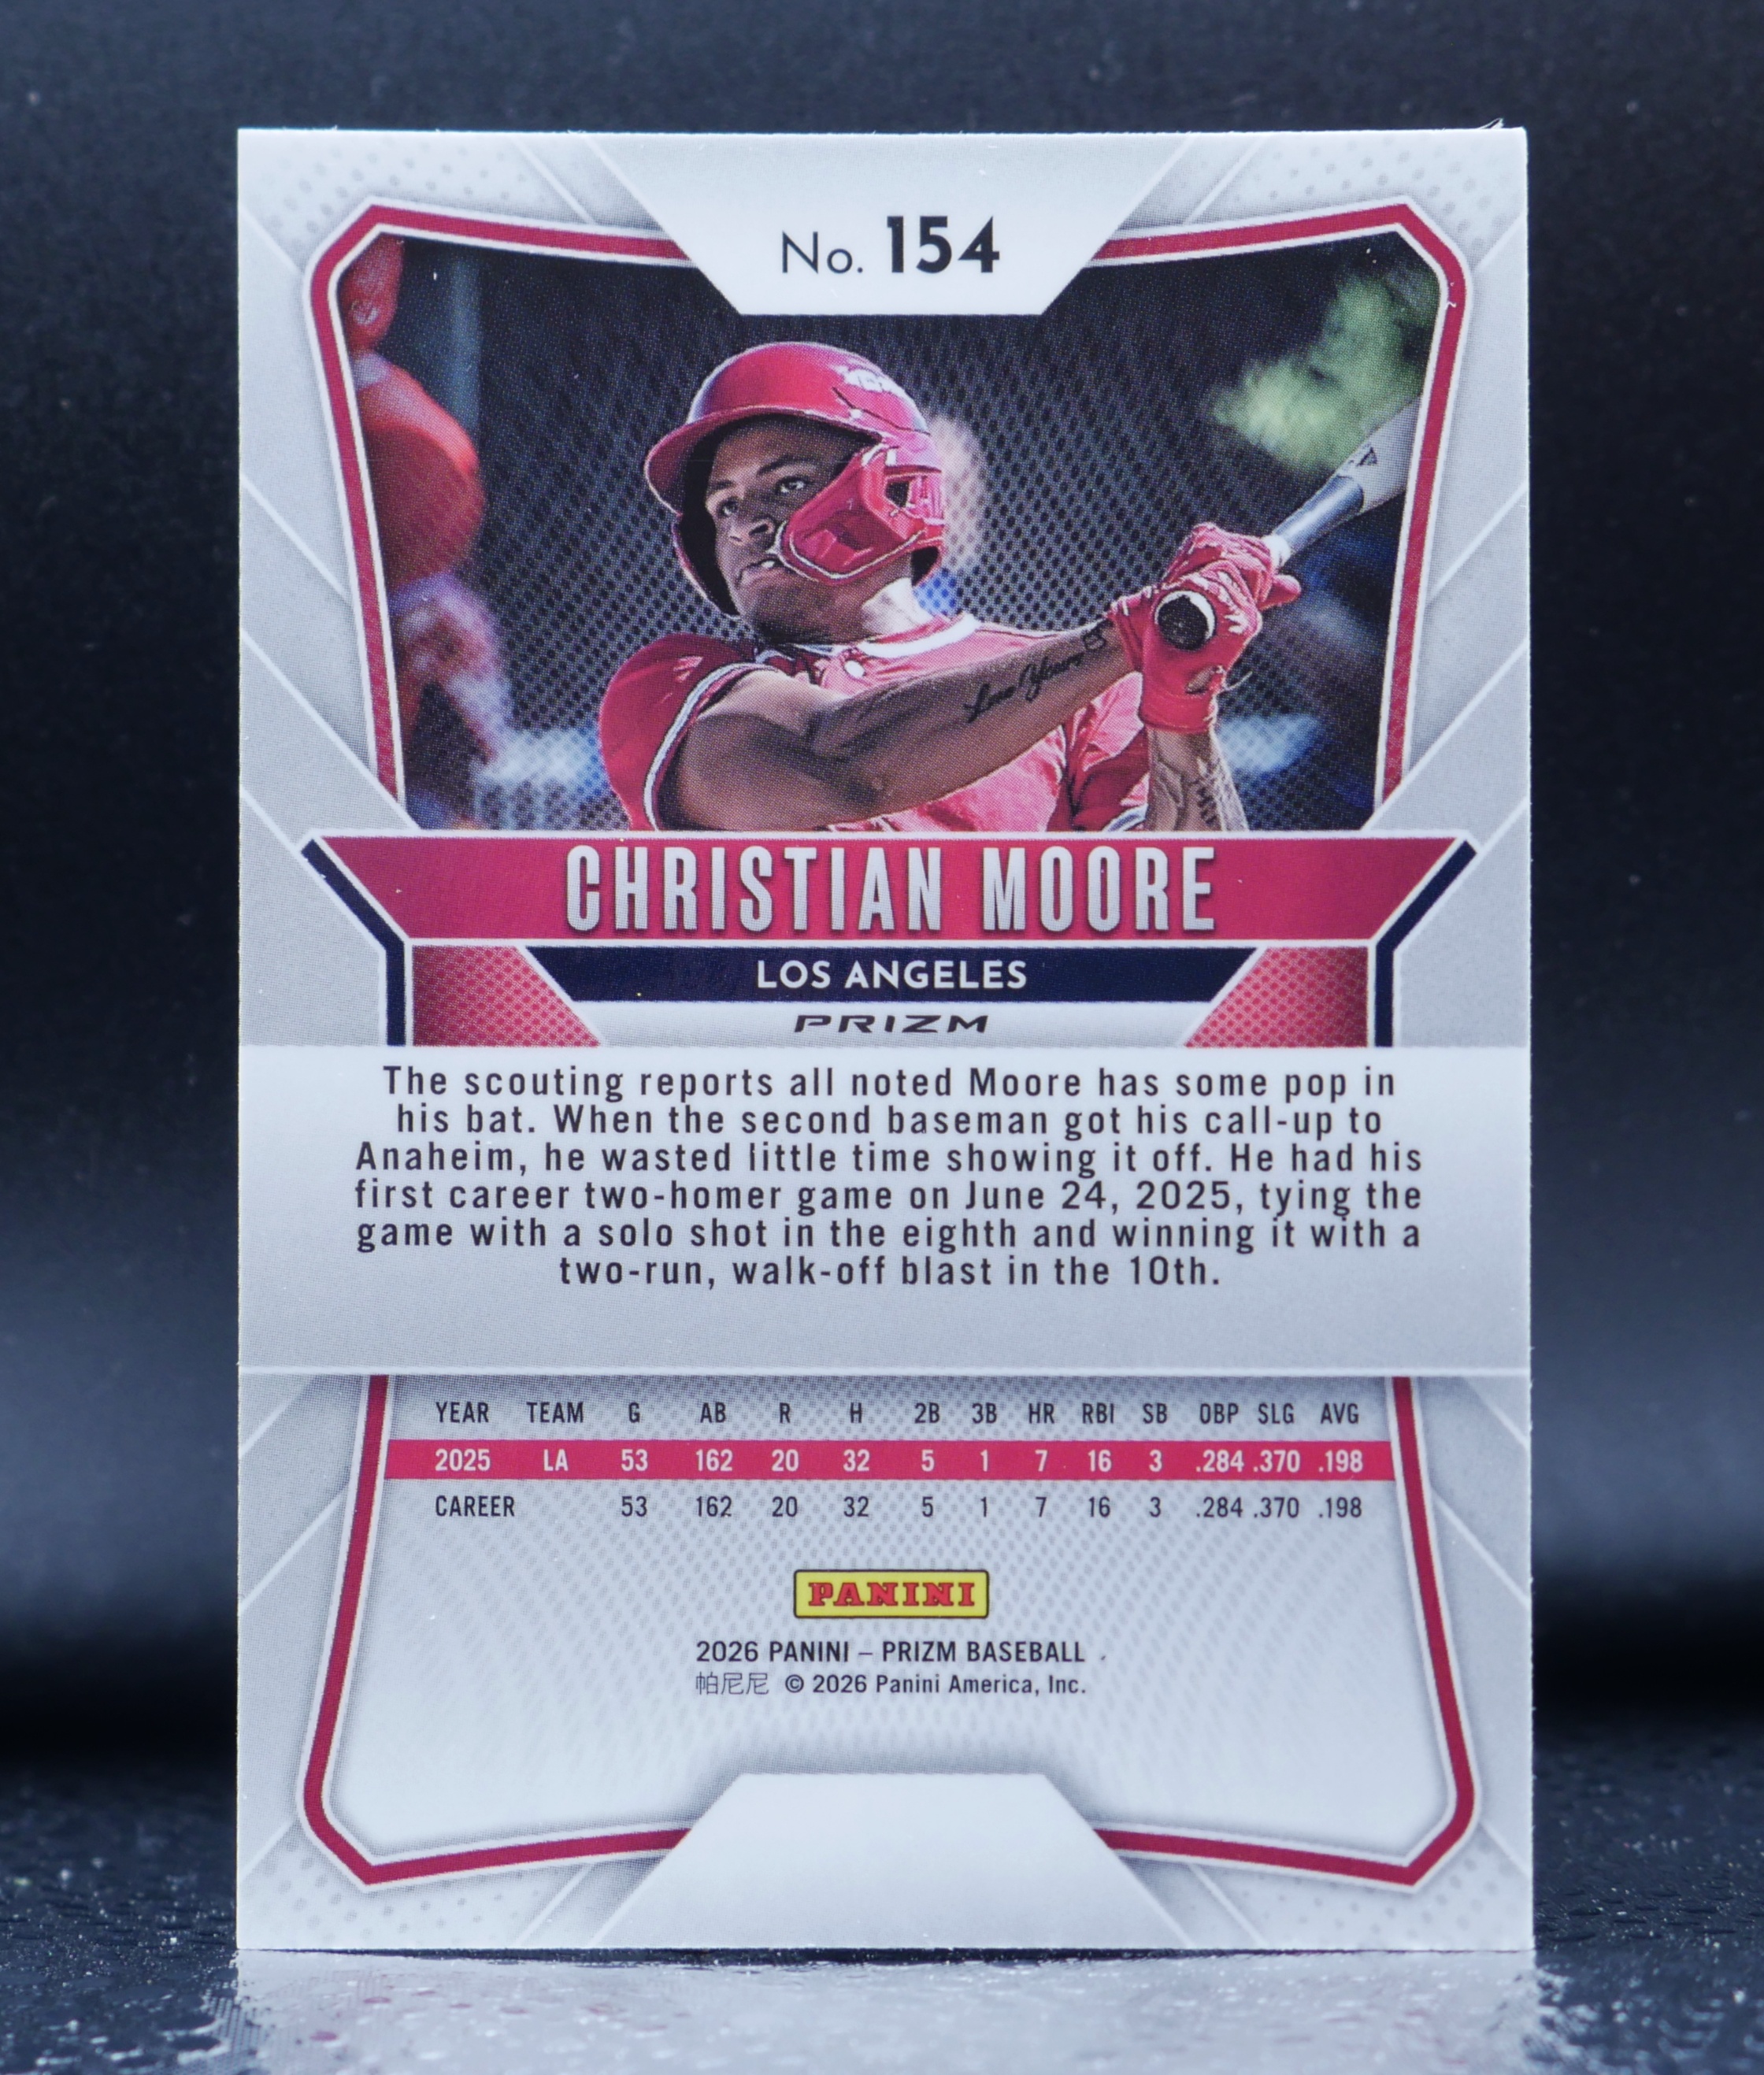 No. 154
CHRISTIAN MOORE
LOS ANGELES
PRIZM
The scouting reports all noted Moore has some pop in
his bat. When the second baseman got his call-up to
Anaheim, he wasted little time showing it off. He had his
first career two-homer game on June 24, 2025, tying the
game with a solo shot in the eighth and winning it with a
two-run, walk-off blast in the 10th.
YEAR TEAM G AB R H 2B 3B HR RBI SB OBP SLG AVG
2025 LA 53 162 20 32 5 1 7 16 3 .284 .370 .198
CAREER 53 162 20 32 5 1 7 16 3 .284 .370 .198
PANINI
2026 PANINI – PRIZM BASEBALL
帕尼尼 © 2026 Panini America, Inc.